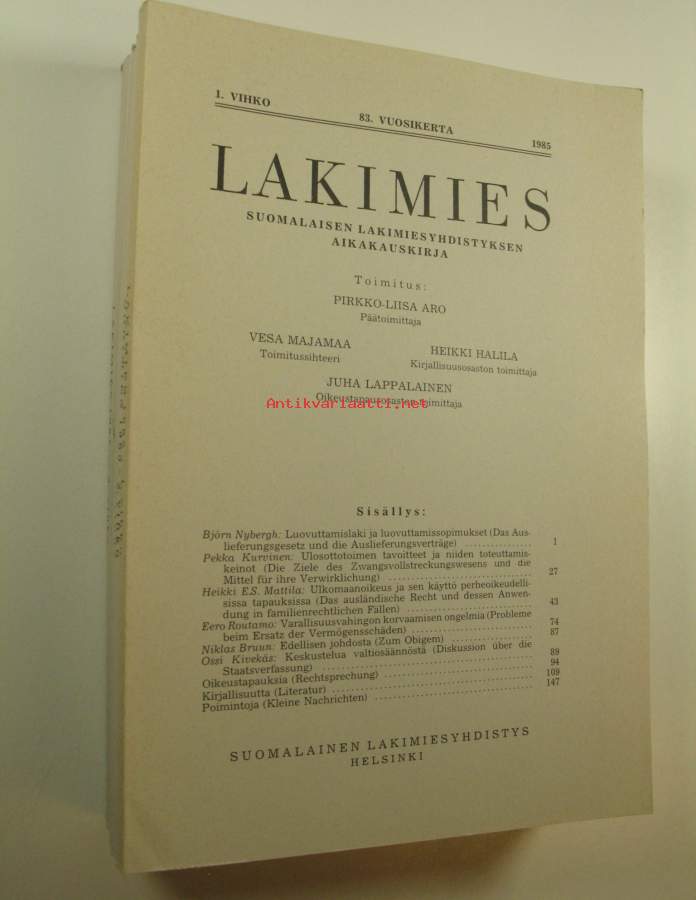 1. VIHKO 83. VUOSIKERTA 1985
LAKIMIES
SUOMALAISEN LAKIMIESYHDISTYKSEN
AIKAKAUSKIRJA
Toimitus:
PIRKKO-LIISA ARO
Päätoimittaja
VESA MAJAMAA HEIKKI HALILA
Toimitussihteeri Kirjallisuusosaston toimittaja
JUHA LAPPALAINEN
Oikeustapausosaston toimittaja
Antikvariaatti.net
Sisällys:
Björn Nybergh: Luovuttamislaki ja luovuttamissopimukset (Das Aus-
lieferungsgesetz und die Auslieferungsverträge) ................ 1
Pekka Kurvinen: Ulosottotoimen tavoitteet ja niiden toteuttamis-
keinot (Die Ziele des Zwangsvollstreckungswesens und die
Mittel für ihre Verwirklichung) ................ 27
Heikki E.S. Mattila: Ulkomaanoikeus ja sen käyttö perheoikeudelli-
sissa tapauksissa (Das ausländische Recht und dessen Anwen-
dung in familienrechtlichen Fällen) ................ 43
Eero Routamo: Varallisuusvahingon korvaamisen ongelmia (Probleme
beim Ersatz der Vermögensschäden) ................ 74
Niklas Bruun: Edellisen johdosta (Zum Obigem) ................ 87
Ossi Kivekäs: Keskustelua valtiosäännöstä (Diskussion über die
Staatsverfassung) ................ 89
Oikeustapauksia (Rechtsprechung) ................ 94
Kirjallisuutta (Literatur) ................ 109
Poimintoja (Kleine Nachrichten) ................ 147
SUOMALAINEN LAKIMIESYHDISTYS
HELSINKI